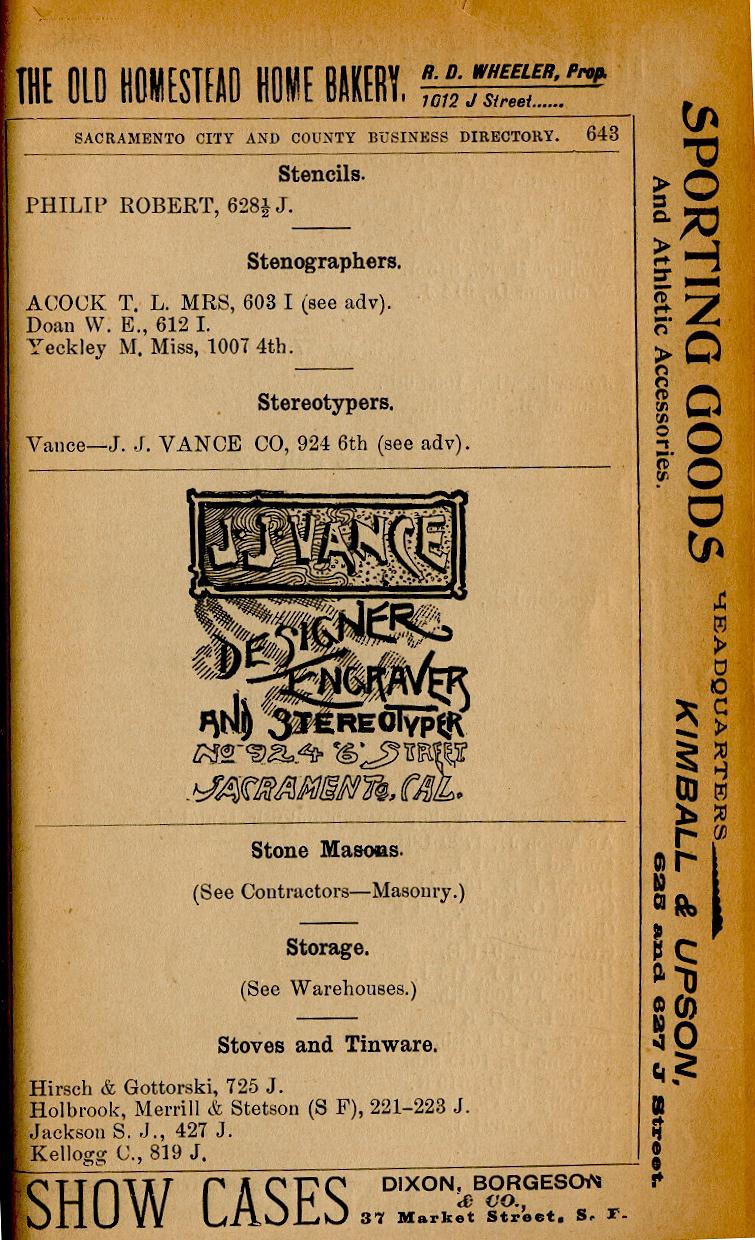 THE OLD HOMESTEAD HOME BAKERY, R. D. WHEELER, Prop.
1012 J Street......
SACRAMENTO CITY AND COUNTY BUSINESS DIRECTORY. 643
Stencils.
PHILIP ROBERT, 628½ J.
Stenographers.
ACOCK T. L. MRS, 603 I (see adv).
Doan W. E., 612 I.
Yeckley M. Miss, 1007 4th.
Stereotypers.
Vance—J. J. VANCE CO, 924 6th (see adv).
J.J. VANCE
DESIGNER
ENGRAVER
AND STEREOTYPER
No 924 '6' STREET
SACRAMENTO, CAL.
Stone Masons.
(See Contractors—Masonry.)
Storage.
(See Warehouses.)
Stoves and Tinware.
Hirsch & Gottorski, 725 J.
Holbrook, Merrill & Stetson (S F), 221–223 J.
Jackson S. J., 427 J.
Kellogg C., 819 J.
SHOW CASES DIXON, BORGESON
& CO.,
37 Market Street, S. F.
SPORTING GOODS
And Athletic Accessories.
HEADQUARTERS
KIMBALL & UPSON,
625 and 627 J Street.